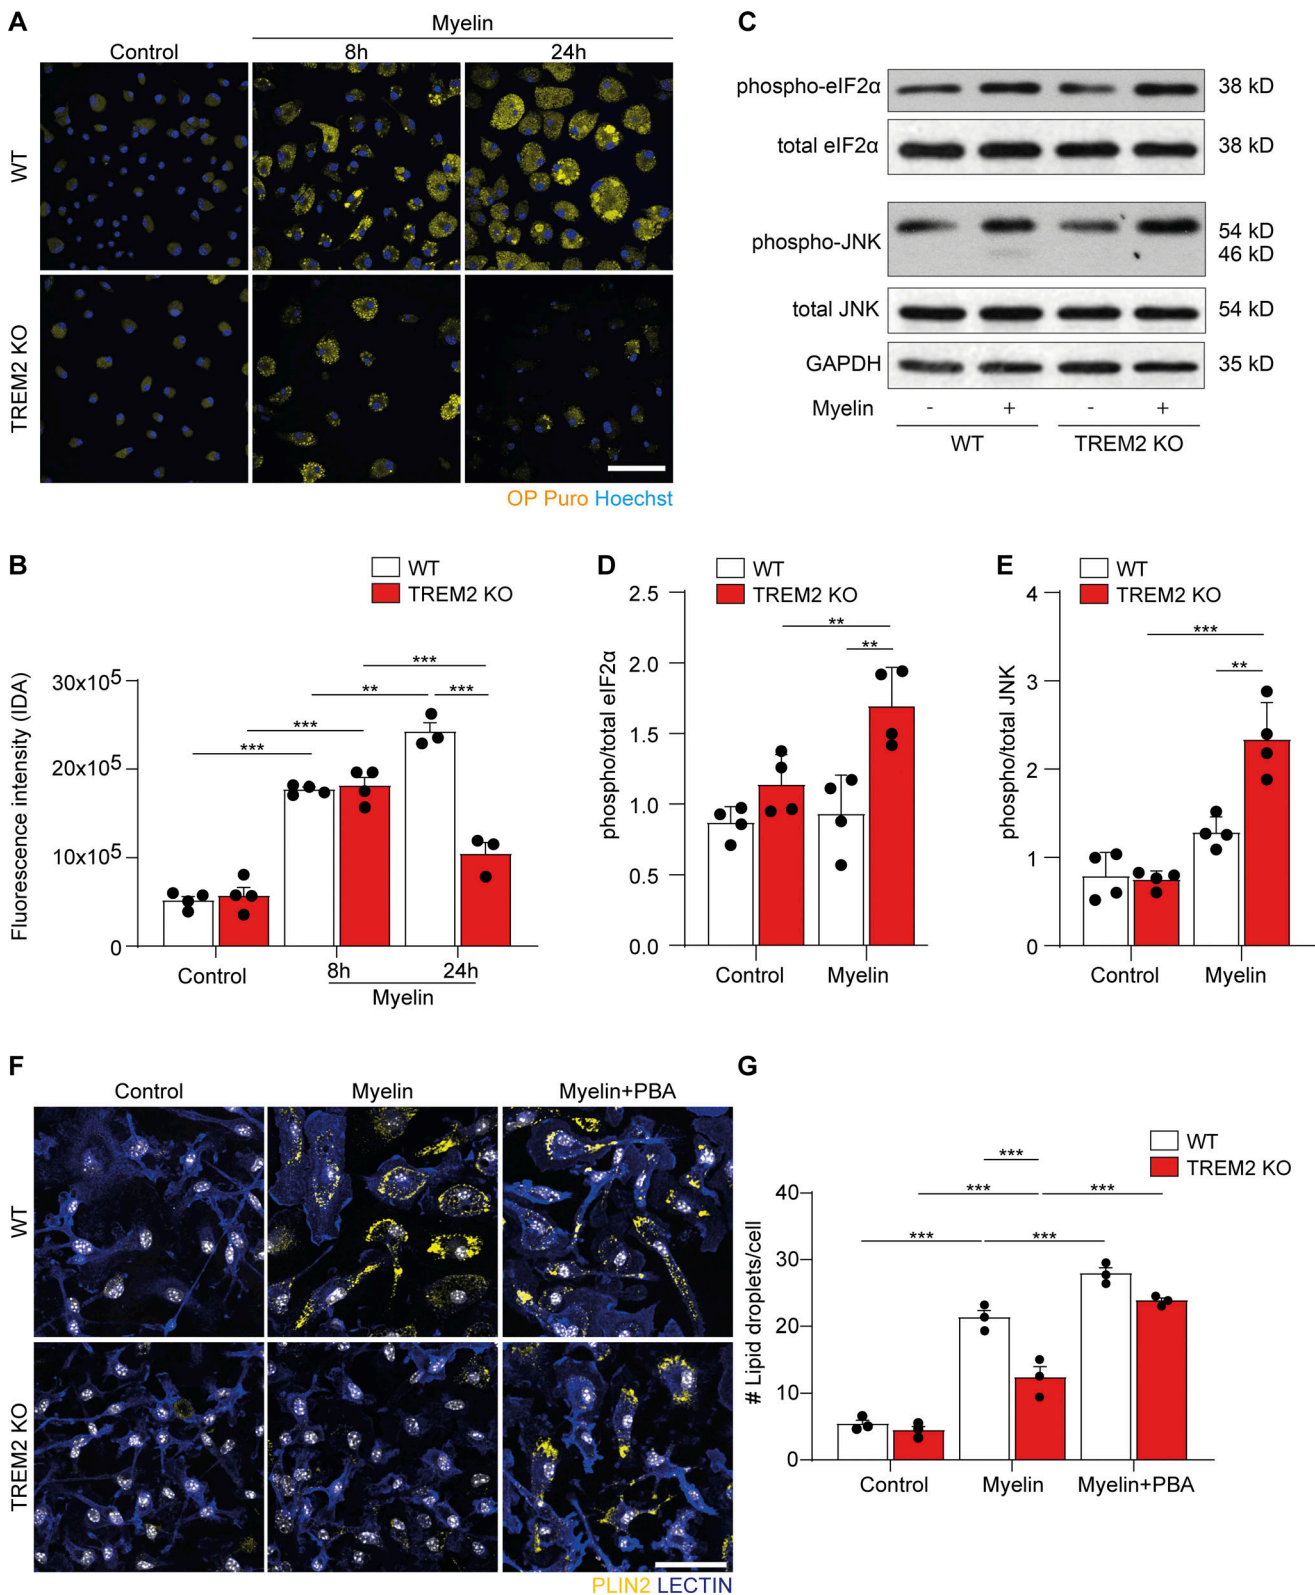 A
Myelin
Control
8h
24h
WT
TREM2 KO
OP Puro Hoechst
C
phospho-eIF2α
38 kD
total eIF2α
38 kD
phospho-JNK
54 kD
46 kD
total JNK
54 kD
GAPDH
35 kD
Myelin
- + - +
WT
TREM2 KO
B
WT
TREM2 KO
Fluorescence intensity (IDA)
30x10⁵
20x10⁵
10x10⁵
0
***
***
**
***
***
Control
8h
24h
Myelin
D
WT
TREM2 KO
phospho/total eIF2α
2.5
2.0
1.5
1.0
0.5
0.0
**
**
Control
Myelin
E
WT
TREM2 KO
phospho/total JNK
4
3
2
1
0
***
**
Control
Myelin
F
Control
Myelin
Myelin+PBA
WT
TREM2 KO
PLIN2 LECTIN
G
WT
TREM2 KO
# Lipid droplets/cell
40
30
20
10
0
***
***
***
***
***
Control
Myelin
Myelin+PBA